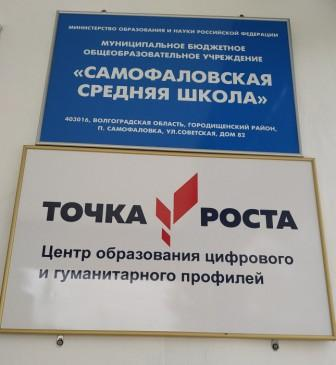 МИНИСТЕРСТВО ОБРАЗОВАНИЯ И НАУКИ РОССИЙСКОЙ ФЕДЕРАЦИИ
МУНИЦИПАЛЬНОЕ БЮДЖЕТНОЕ
ОБЩЕОБРАЗОВАТЕЛЬНОЕ УЧРЕЖДЕНИЕ
«САМОФАЛОВСКАЯ
СРЕДНЯЯ ШКОЛА»
403016, ВОЛГОГРАДСКАЯ ОБЛАСТЬ, ГОРОДИЩЕНСКИЙ РАЙОН,
П. САМОФАЛОВКА, УЛ.СОВЕТСКАЯ, ДОМ 82
ТОЧКА РОСТА
Центр образования цифрового
и гуманитарного профилей